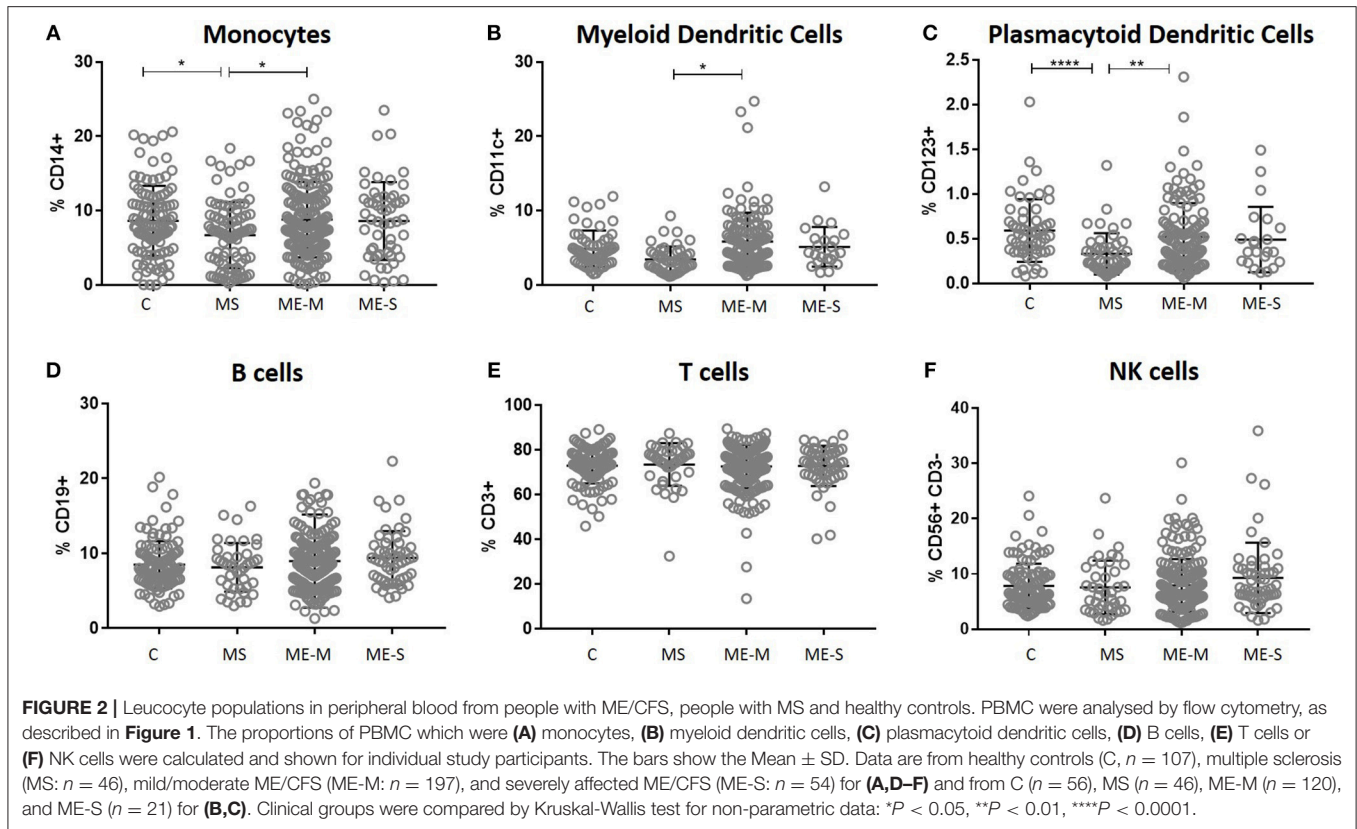 A Monocytes
30
20
10
0
% CD14+
* *
C MS ME-M ME-S
B Myeloid Dendritic Cells
30
20
10
0
% CD11c+
*
C MS ME-M ME-S
C Plasmacytoid Dendritic Cells
2.5
2.0
1.5
1.0
0.5
0.0
% CD123+
**** **
C MS ME-M ME-S
D B cells
30
20
10
0
% CD19+
C MS ME-M ME-S
E T cells
100
80
60
40
20
0
% CD3+
C MS ME-M ME-S
F NK cells
40
30
20
10
0
% CD56+ CD3-
C MS ME-M ME-S
FIGURE 2 | Leucocyte populations in peripheral blood from people with ME/CFS, people with MS and healthy controls. PBMC were analysed by flow cytometry, as
described in Figure 1. The proportions of PBMC which were (A) monocytes, (B) myeloid dendritic cells, (C) plasmacytoid dendritic cells, (D) B cells, (E) T cells or
(F) NK cells were calculated and shown for individual study participants. The bars show the Mean ± SD. Data are from healthy controls (C, n = 107), multiple sclerosis
(MS: n = 46), mild/moderate ME/CFS (ME-M: n = 197), and severely affected ME/CFS (ME-S: n = 54) for (A,D–F) and from C (n = 56), MS (n = 46), ME-M (n = 120),
and ME-S (n = 21) for (B,C). Clinical groups were compared by Kruskal-Wallis test for non-parametric data: *P < 0.05, **P < 0.01, ****P < 0.0001.